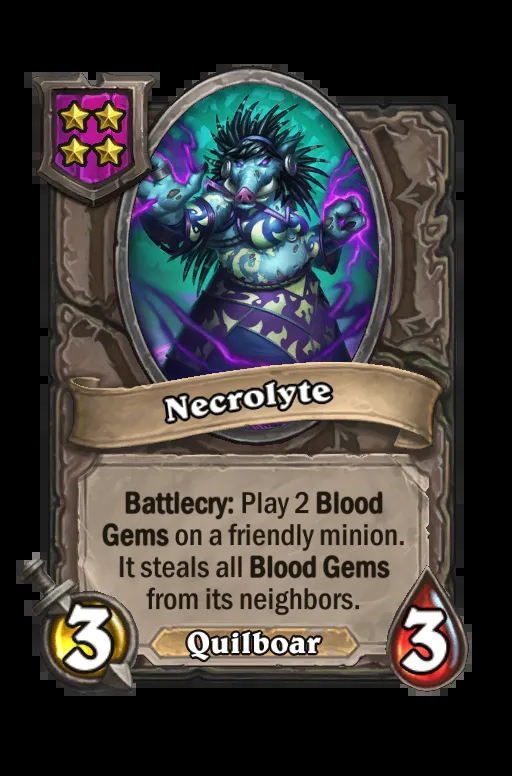 Necrolyte
Battlecry: Play 2 Blood
Gems on a friendly minion.
It steals all Blood Gems
from its neighbors.
3
Quilboar
3